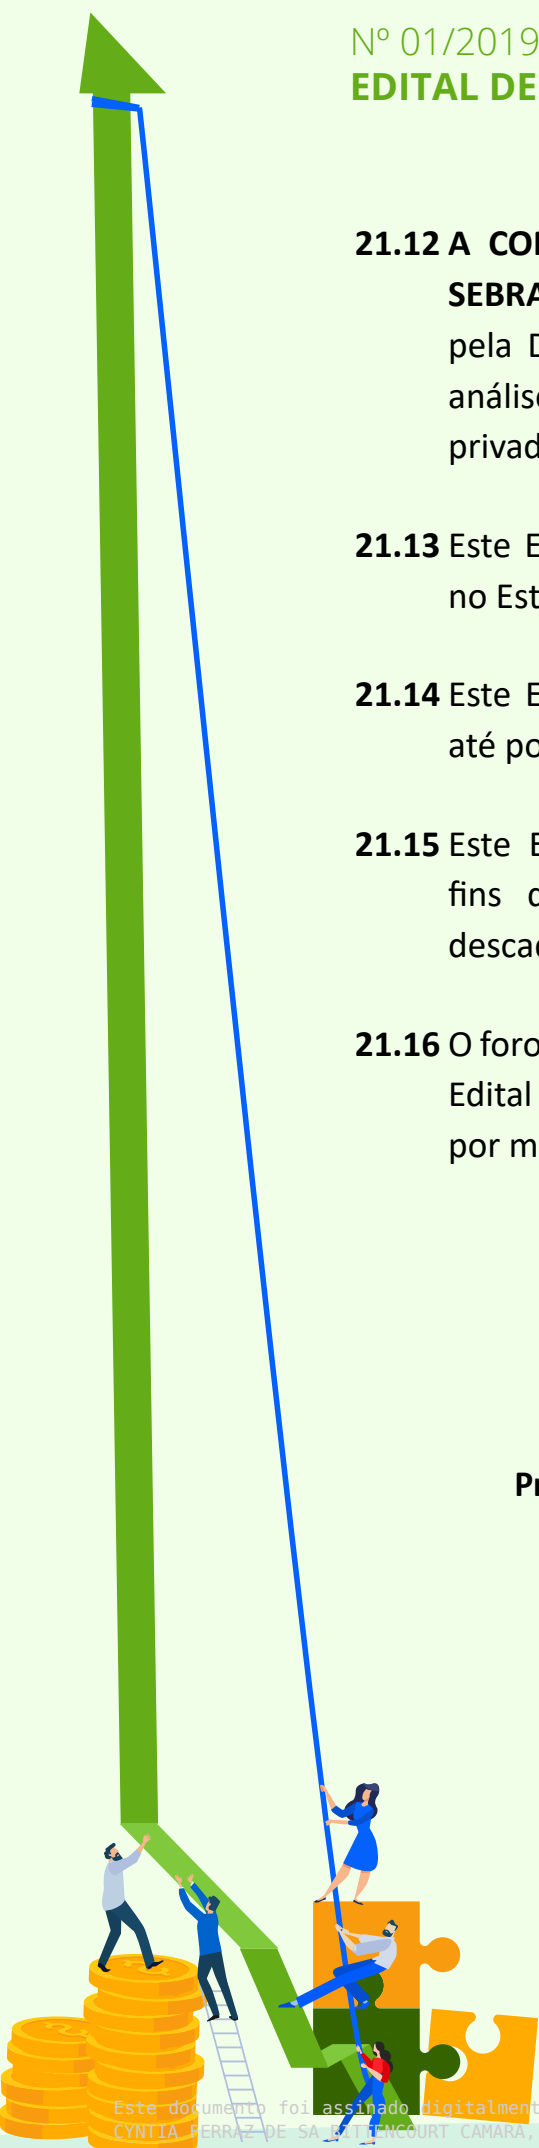 Nº 01/2019
EDITAL DE
21.12 A
SEBRA
pela
anális
privad
21.13 Este E
no Est
21.14 Este E
até po
21.15 Este E
fins
desca
21.16 O foro
Edital
por m
Este documento foi assinado digitalment
CYNTIA FERRAZ DE SA BITTENCOURT CAMARA,